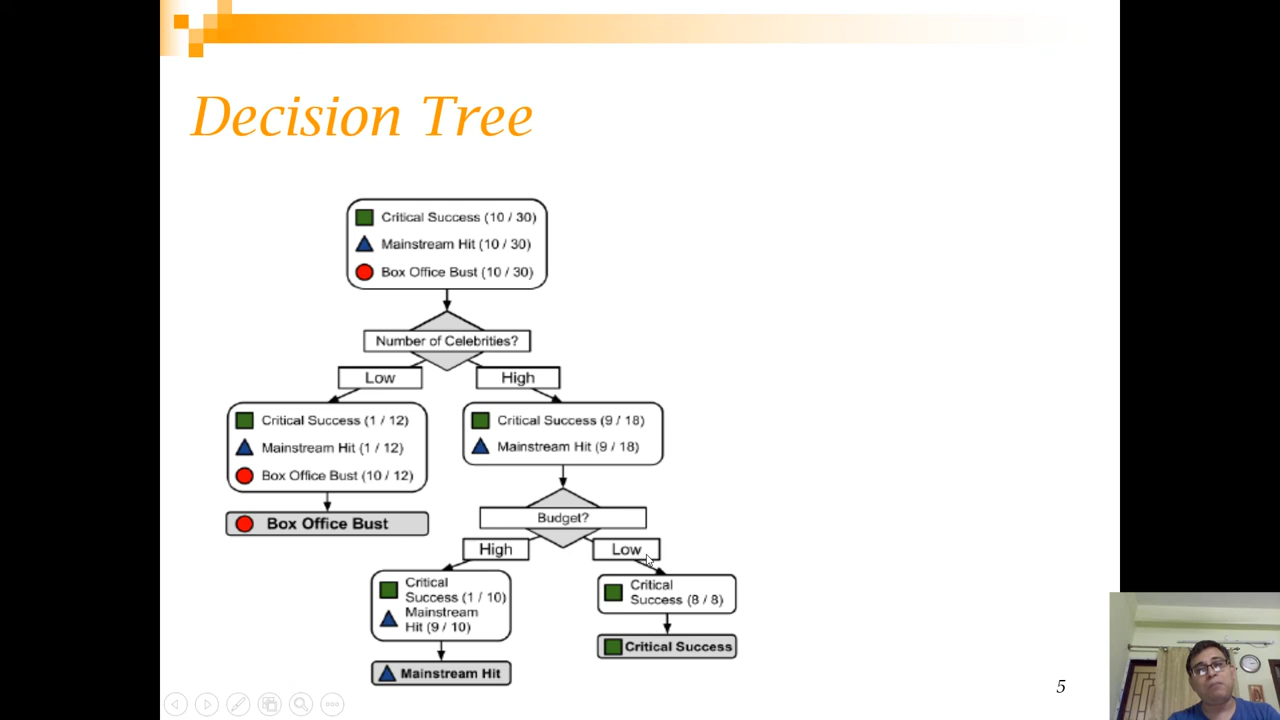 Decision Tree
Critical Success (10 / 30)
Mainstream Hit (10 / 30)
Box Office Bust (10 / 30)
Number of Celebrities?
Low
High
Critical Success (1 / 12)
Mainstream Hit (1 / 12)
Box Office Bust (10 / 12)
Box Office Bust
Critical Success (9 / 18)
Mainstream Hit (9 / 18)
Budget?
High
Low
Critical
Success (1 / 10)
Mainstream
Hit (9 / 10)
Mainstream Hit
Critical
Success (8 / 8)
Critical Success
5